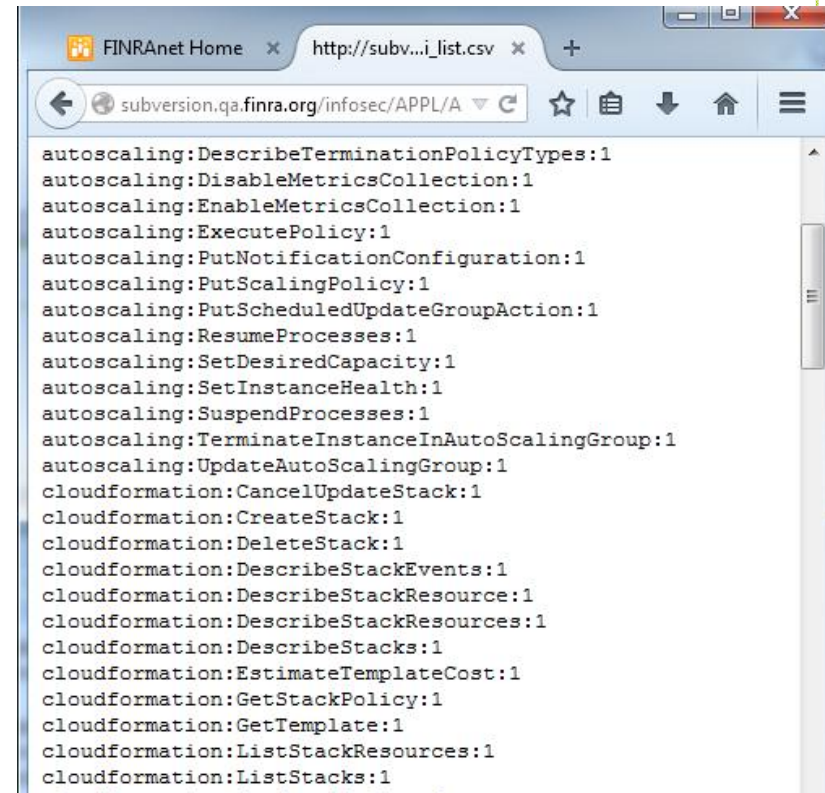 FINRAnet Home
http://subv...i_list.csv
subversion.qa.finra.org/infosec/APPL/A
autoscaling:DescribeTerminationPolicyTypes:1
autoscaling:DisableMetricsCollection:1
autoscaling:EnableMetricsCollection:1
autoscaling:ExecutePolicy:1
autoscaling:PutNotificationConfiguration:1
autoscaling:PutScalingPolicy:1
autoscaling:PutScheduledUpdateGroupAction:1
autoscaling:ResumeProcesses:1
autoscaling:SetDesiredCapacity:1
autoscaling:SetInstanceHealth:1
autoscaling:SuspendProcesses:1
autoscaling:TerminateInstanceInAutoScalingGroup:1
autoscaling:UpdateAutoScalingGroup:1
cloudformation:CancelUpdateStack:1
cloudformation:CreateStack:1
cloudformation:DeleteStack:1
cloudformation:DescribeStackEvents:1
cloudformation:DescribeStackResource:1
cloudformation:DescribeStackResources:1
cloudformation:DescribeStacks:1
cloudformation:EstimateTemplateCost:1
cloudformation:GetStackPolicy:1
cloudformation:GetTemplate:1
cloudformation:ListStackResources:1
cloudformation:ListStacks:1